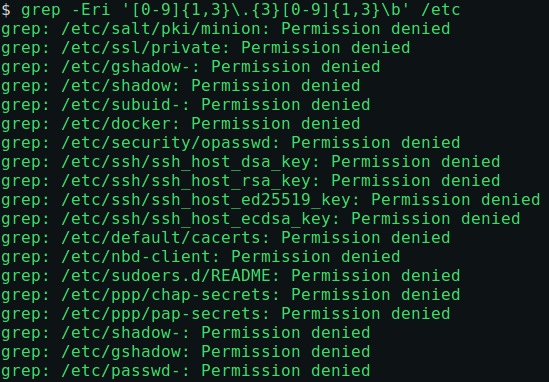 $ grep -Eri '[0-9]{1,3}\.{3}[0-9]{1,3}\b' /etc
grep: /etc/salt/pki/minion: Permission denied
grep: /etc/ssl/private: Permission denied
grep: /etc/gshadow-: Permission denied
grep: /etc/shadow: Permission denied
grep: /etc/subuid-: Permission denied
grep: /etc/docker: Permission denied
grep: /etc/security/opasswd: Permission denied
grep: /etc/ssh/ssh_host_dsa_key: Permission denied
grep: /etc/ssh/ssh_host_rsa_key: Permission denied
grep: /etc/ssh/ssh_host_ed25519_key: Permission denied
grep: /etc/ssh/ssh_host_ecdsa_key: Permission denied
grep: /etc/default/cacerts: Permission denied
grep: /etc/nbd-client: Permission denied
grep: /etc/sudoers.d/README: Permission denied
grep: /etc/ppp/chap-secrets: Permission denied
grep: /etc/ppp/pap-secrets: Permission denied
grep: /etc/shadow-: Permission denied
grep: /etc/gshadow: Permission denied
grep: /etc/passwd-: Permission denied